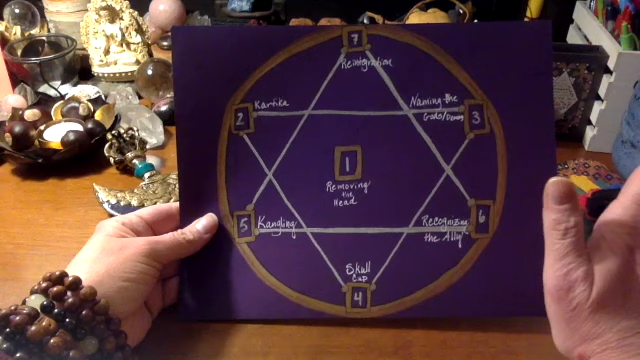 7
Reintegration
2 Kartika
Naming the
Gods/Demons
3
1
Removing
the
Head
5 Kangling
Recognizing
the Ally
6
Skull
Cup
4